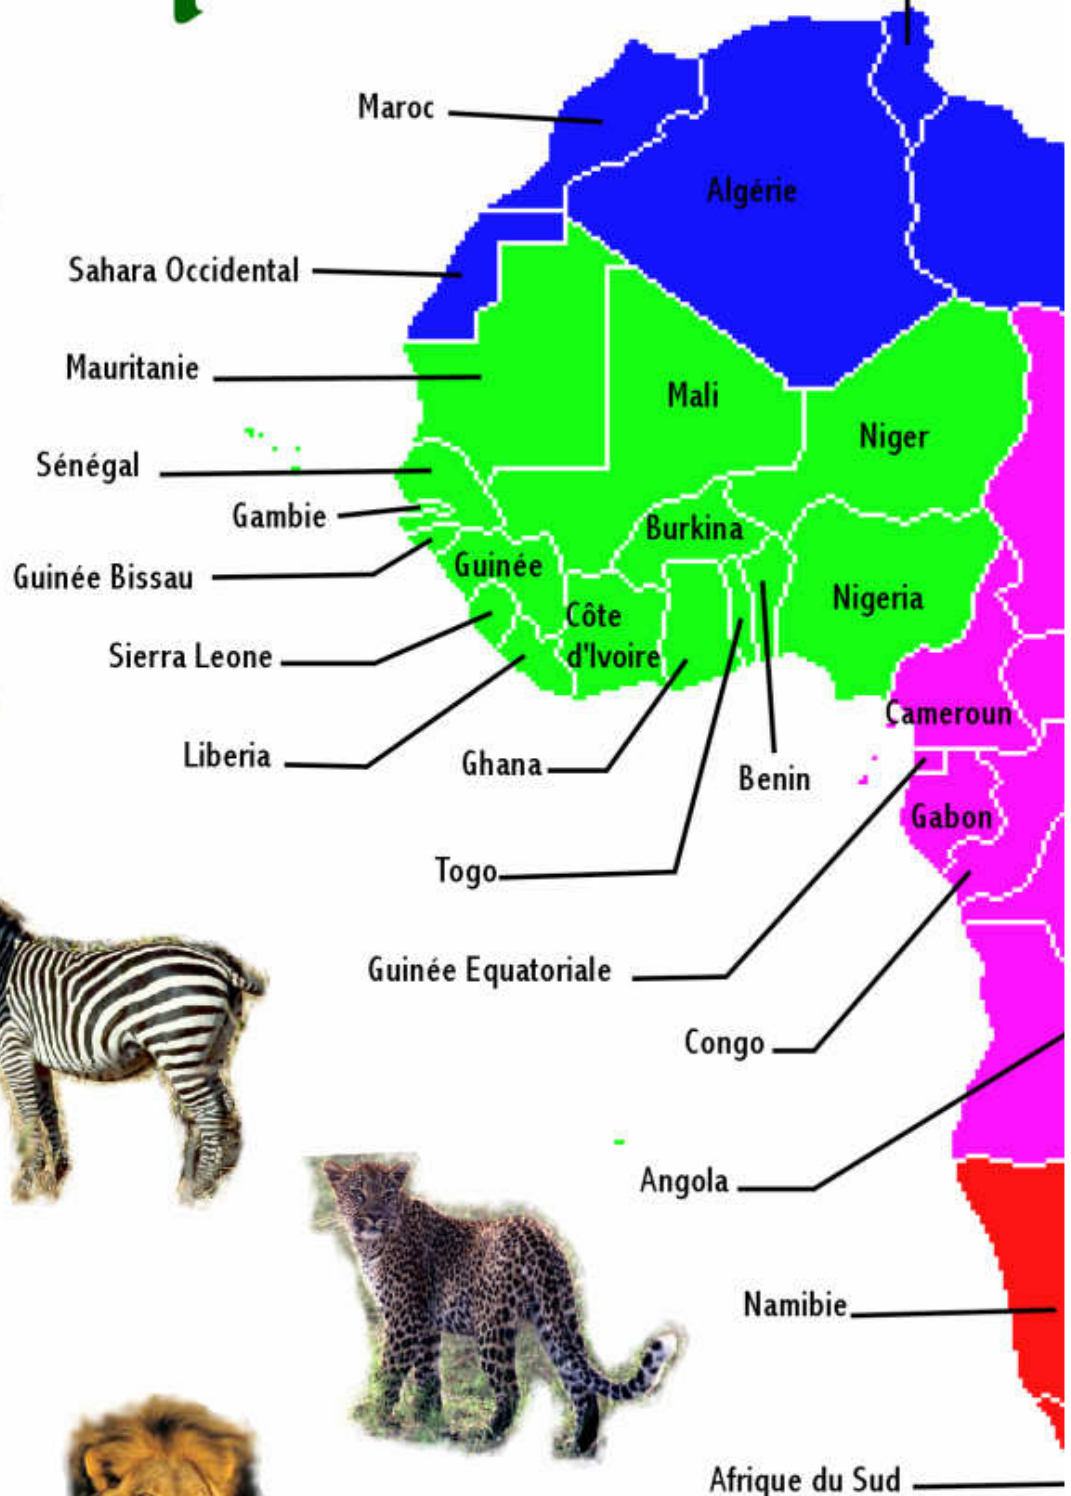 Maroc
Algérie
Sahara Occidental
Mauritanie
Mali
Niger
Sénégal
Gambie
Burkina
Guinée
Guinée Bissau
Nigeria
Côte
d'Ivoire
Sierra Leone
Cameroun
Liberia
Ghana
Benin
Gabon
Togo
Guinée Equatoriale
Congo
Angola
Namibie
Afrique du Sud